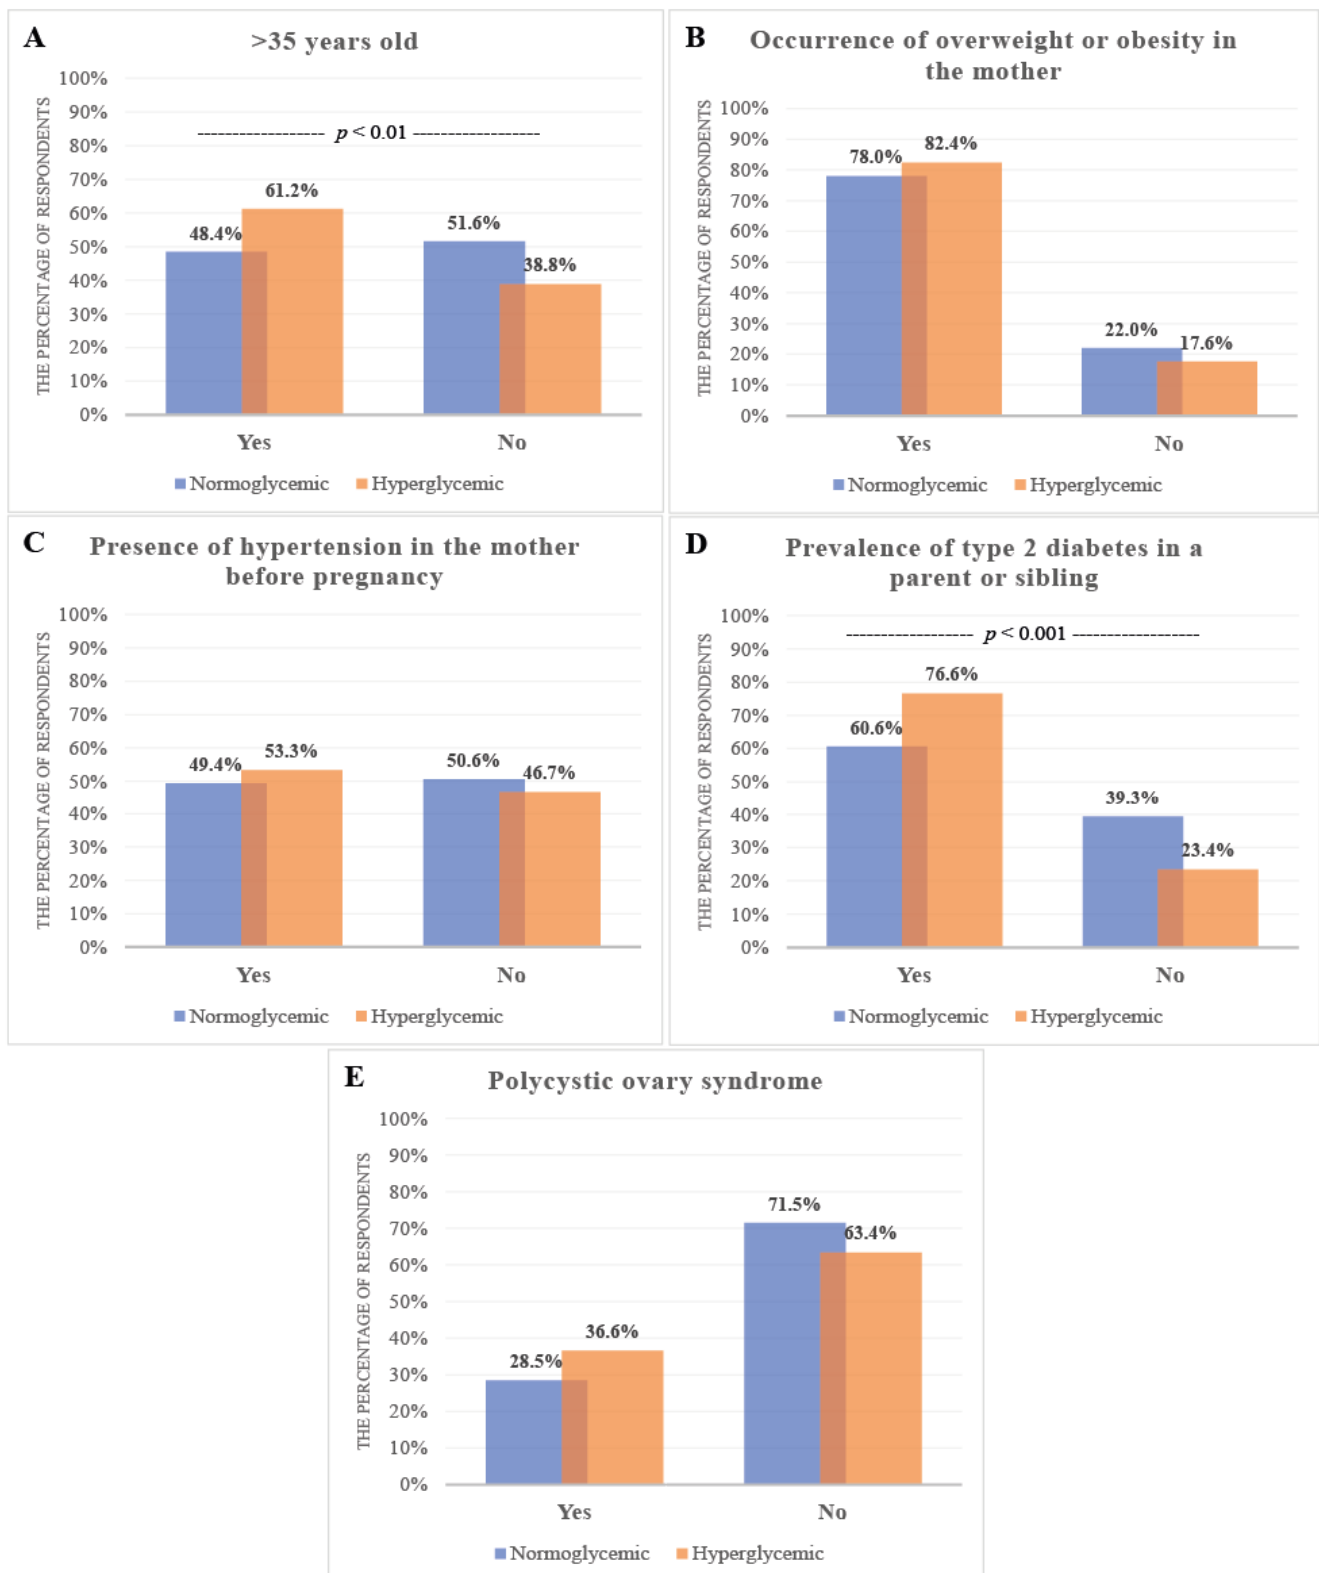 A
>35 years old
THE PERCENTAGE OF RESPONDENTS
100%
90%
80%
70%
60%
50%
40%
30%
20%
10%
0%
------------------ p < 0.01 ------------------
48.4%
61.2%
51.6%
38.8%
Yes
No
Normoglycemic
Hyperglycemic
B
Occurrence of overweight or obesity in
the mother
THE PERCENTAGE OF RESPONDENTS
100%
90%
80%
70%
60%
50%
40%
30%
20%
10%
0%
78.0%
82.4%
22.0%
17.6%
Yes
No
Normoglycemic
Hyperglycemic
C
Presence of hypertension in the mother
before pregnancy
THE PERCENTAGE OF RESPONDENTS
100%
90%
80%
70%
60%
50%
40%
30%
20%
10%
0%
49.4%
53.3%
50.6%
46.7%
Yes
No
Normoglycemic
Hyperglycemic
D
Prevalence of type 2 diabetes in a
parent or sibling
THE PERCENTAGE OF RESPONDENTS
100%
90%
80%
70%
60%
50%
40%
30%
20%
10%
0%
------------------ p < 0.001 ------------------
60.6%
76.6%
39.3%
23.4%
Yes
No
Normoglycemic
Hyperglycemic
E
Polycystic ovary syndrome
THE PERCENTAGE OF RESPONDENTS
100%
90%
80%
70%
60%
50%
40%
30%
20%
10%
0%
28.5%
36.6%
71.5%
63.4%
Yes
No
Normoglycemic
Hyperglycemic